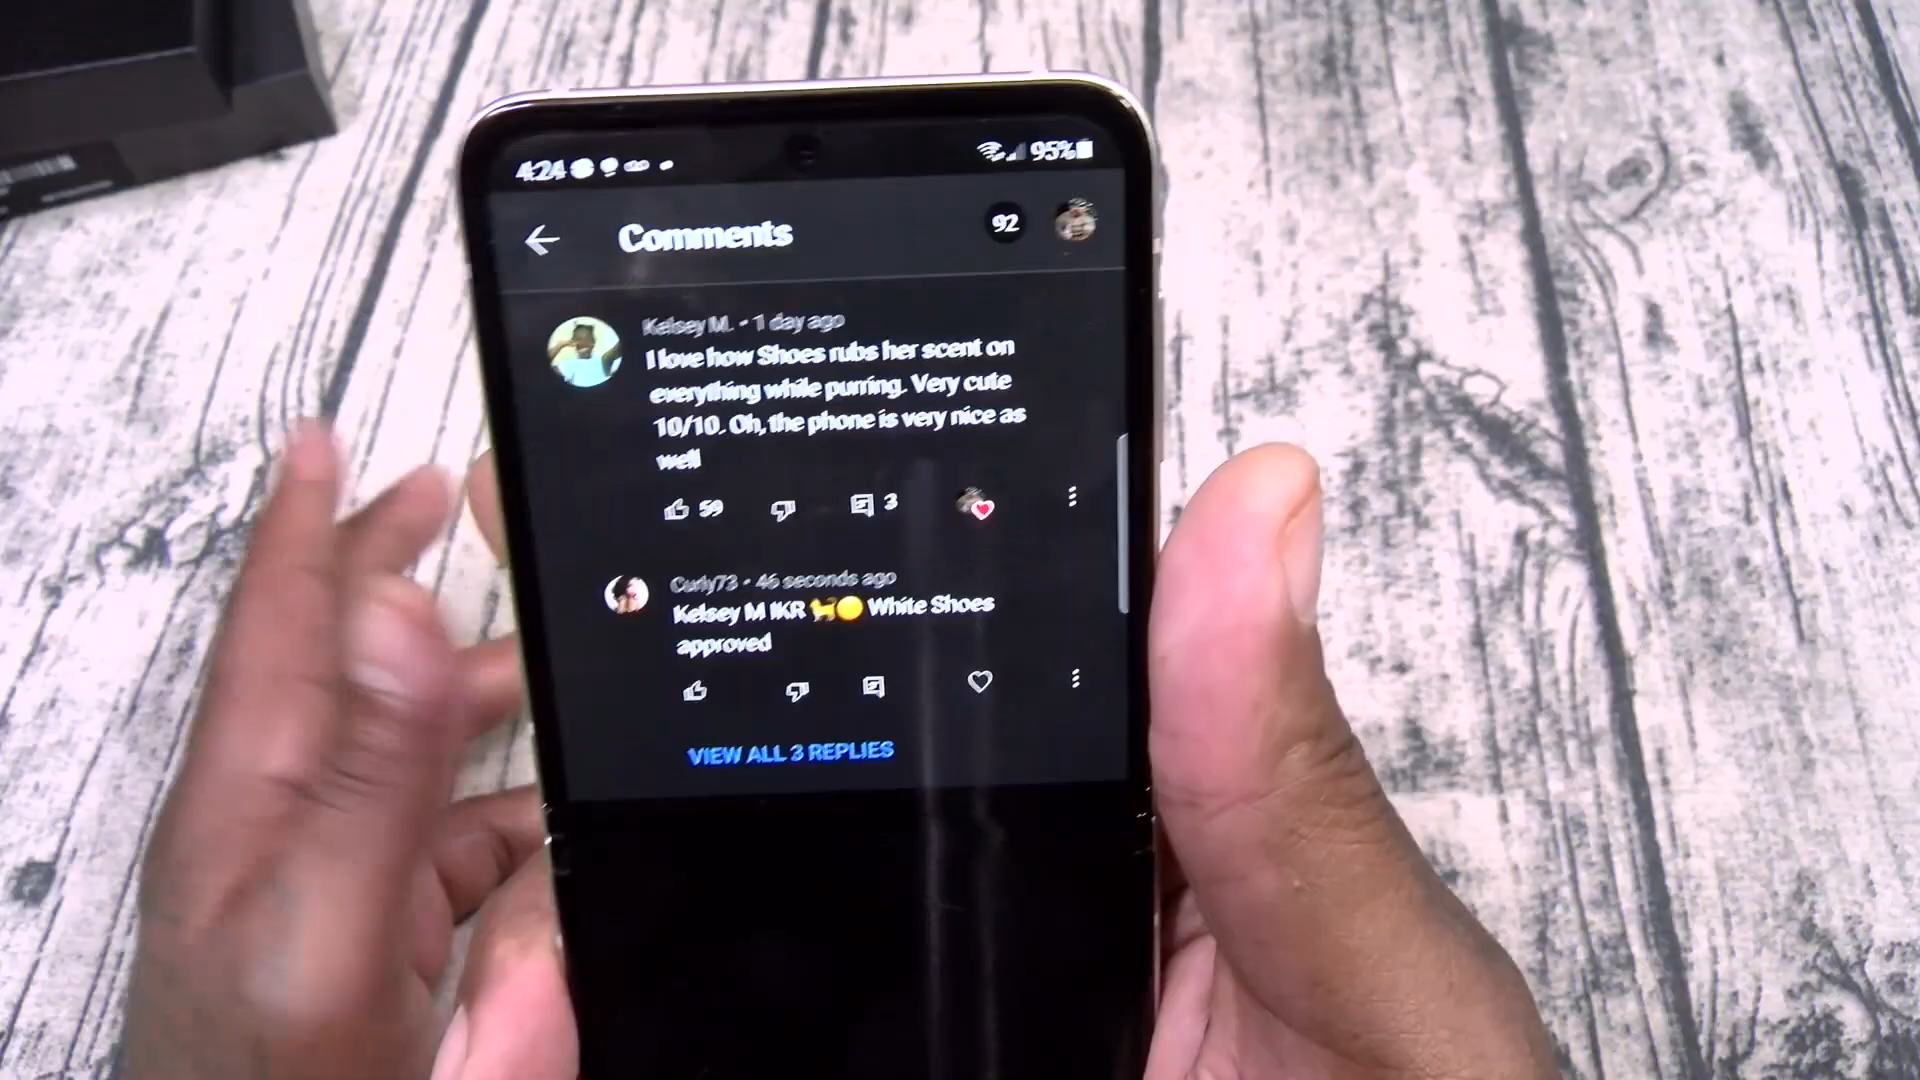 4:24
95%
Comments
92
Kelsey M. • 1 day ago
I love how Shoes rubs her scent on
everything while purring. Very cute
10/10. Oh, the phone is very nice as
well
59
3
Curly73 • 46 seconds ago
Kelsey M IKR 🐈🟡 White Shoes
approved
VIEW ALL 3 REPLIES